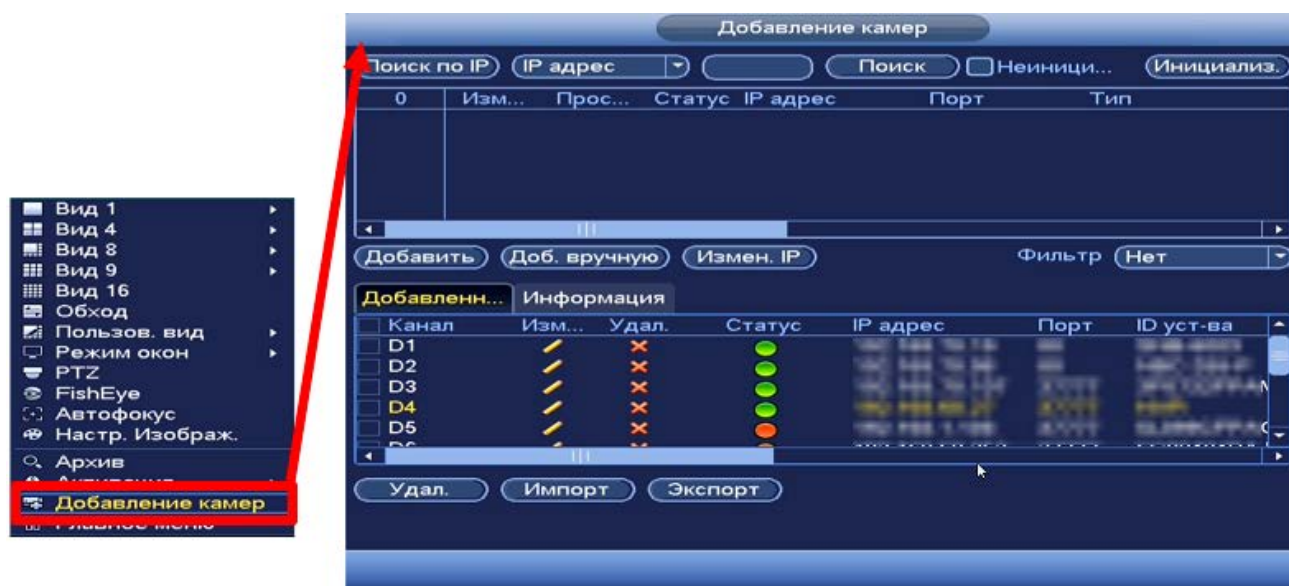 Добавление камер
Поиск по IP IP адрес Поиск Неиници... Инициализ.
0 Изм... Прос... Статус IP адрес Порт Тип
Добавить Доб. вручную Измен. IP Фильтр Нет
Добавленн... Информация
Канал Изм... Удал. Статус IP адрес Порт ID уст-ва
D1
D2
D3
D4
D5
Удал. Импорт Экспорт
Вид 1
Вид 4
Вид 8
Вид 9
Вид 16
Обход
Пользов. вид
Режим окон
PTZ
FishEye
Автофокус
Настр. Изображ.
Архив
Добавление камер
Главное меню